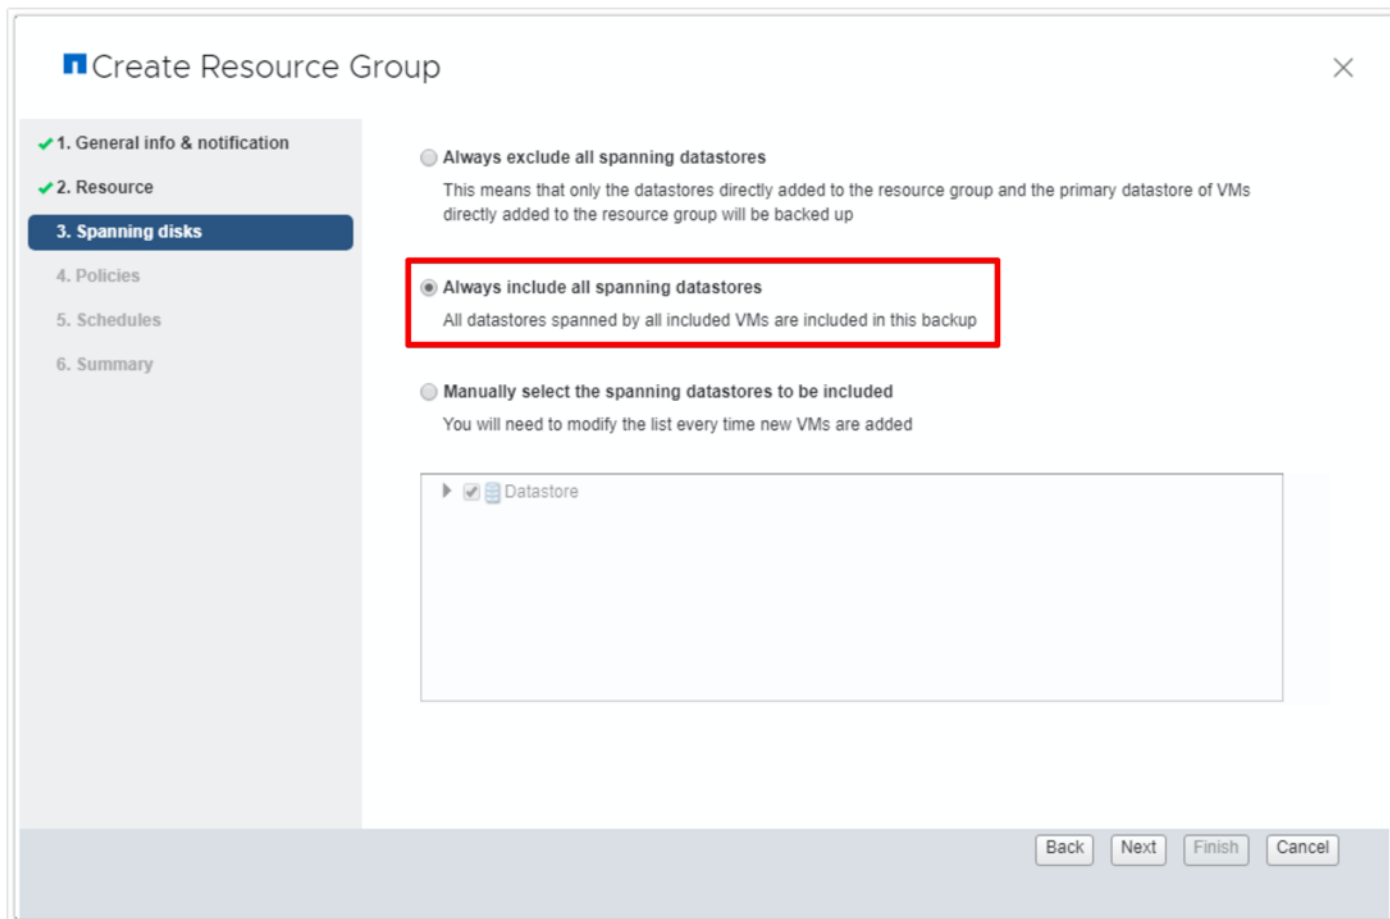 Create Resource Group
1. General info & notification
2. Resource
3. Spanning disks
4. Policies
5. Schedules
6. Summary
Always exclude all spanning datastores
This means that only the datastores directly added to the resource group and the primary datastore of VMs
directly added to the resource group will be backed up
Always include all spanning datastores
All datastores spanned by all included VMs are included in this backup
Manually select the spanning datastores to be included
You will need to modify the list every time new VMs are added
Datastore
Back Next Finish Cancel